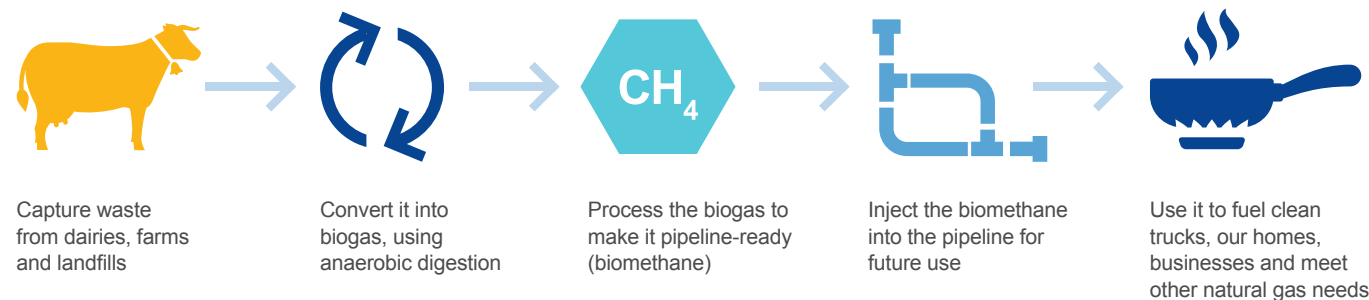 CH4
Capture waste
from dairies, farms
and landfills
Convert it into
biogas, using
anaerobic digestion
Process the biogas to
make it pipeline-ready
(biomethane)
Inject the biomethane
into the pipeline for
future use
Use it to fuel clean
trucks, our homes,
businesses and meet
other natural gas needs